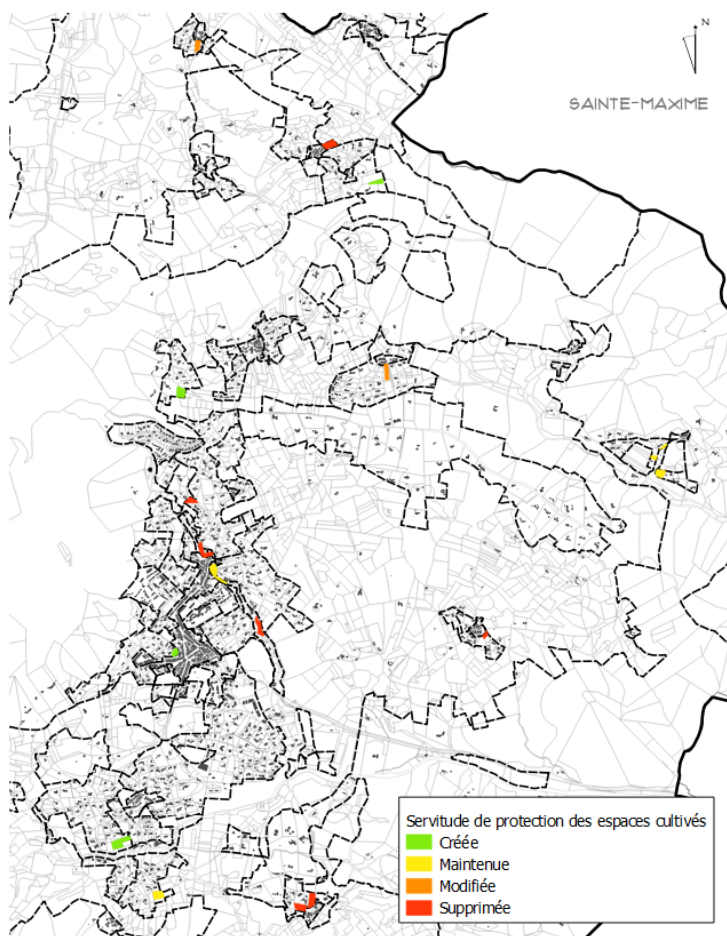 N
SAINTE-MAXIME
Servitude de protection des espaces cultivés
Créée
Maintenue
Modifiée
Supprimée